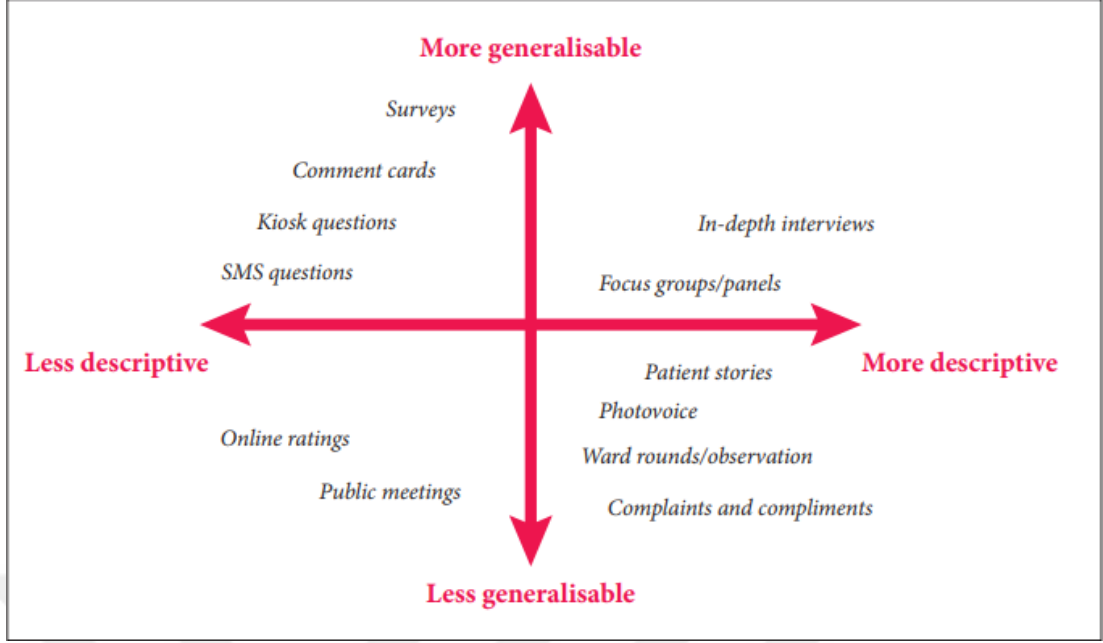 More generalisable
Surveys
Comment cards
Kiosk questions
In-depth interviews
SMS questions
Focus groups/panels
Less descriptive
More descriptive
Patient stories
Photovoice
Online ratings
Ward rounds/observation
Public meetings
Complaints and compliments
Less generalisable